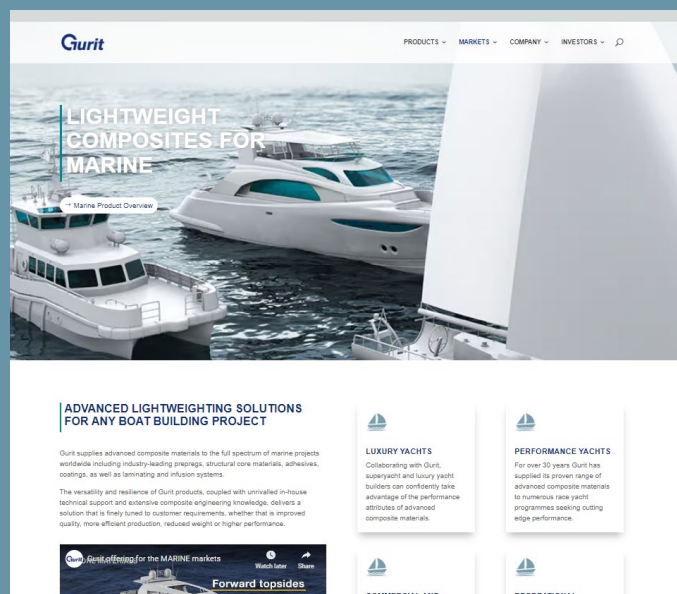 Gurit
PRODUCTS
MARKETS
COMPANY
INVESTORS
LIGHTWEIGHT
COMPOSITES FOR
MARINE
→ Marine Product Overview
ADVANCED LIGHTWEIGHTING SOLUTIONS
FOR ANY BOAT BUILDING PROJECT
Gurit supplies advanced composite materials to the full spectrum of marine projects
worldwide including industry-leading prepregs, structural core materials, adhesives,
coatings, as well as laminating and infusion systems.
The versatility and resilience of Gurit products, coupled with unrivalled in-house
technical support and extensive composite engineering knowledge, delivers a
solution that is finely tuned to customer requirements, whether that is improved
quality, more efficient production, reduced weight or higher performance.
Gurit
Gurit offering for the MARINE markets
Watch later
Share
Forward topsides
LUXURY YACHTS
Collaborating with Gurit,
superyacht and luxury yacht
builders can confidently take
advantage of the performance
attributes of advanced
composite materials.
PERFORMANCE YACHTS
For over 30 years Gurit has
supplied its proven range of
advanced composite materials
to numerous race yacht
programmes seeking cutting
edge performance.